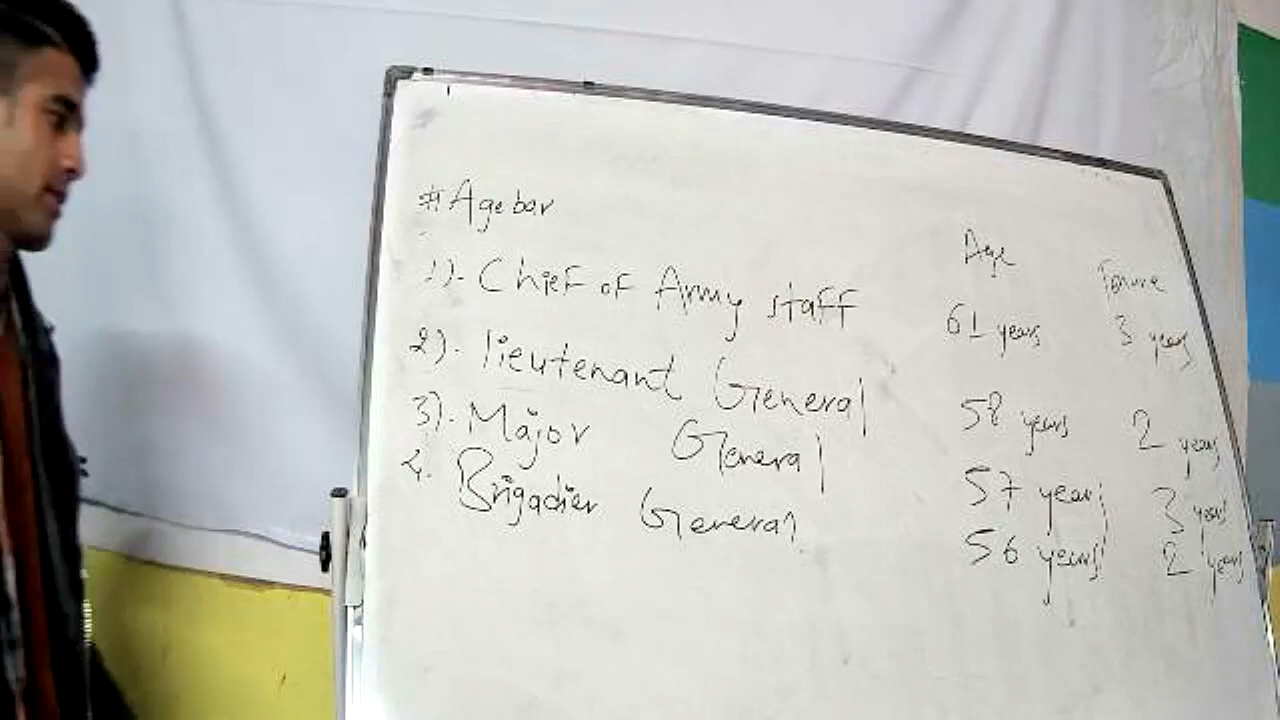 # Age bar
Age Tenure
1). Chief of Army staff 61 years 3 years
2). lieutenant General 58 years 2 years
3). Major General 57 years 3 years
4. Brigadier General 56 years 2 years